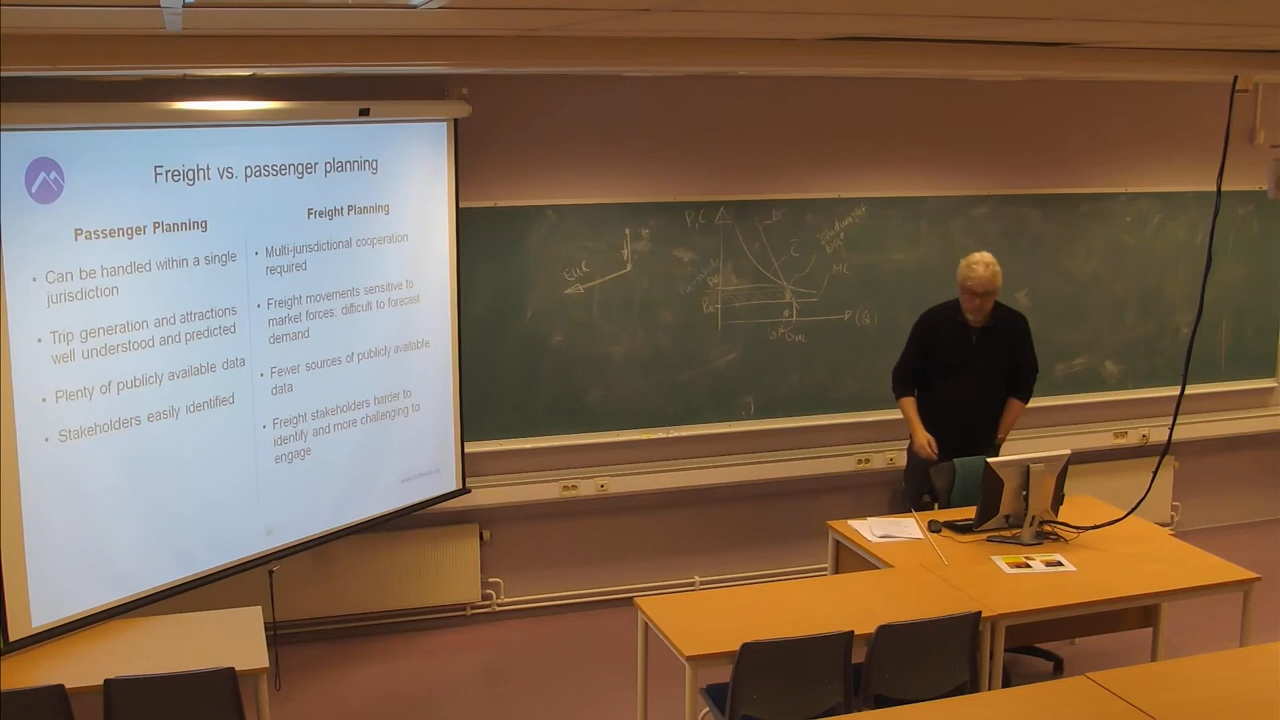 Freight vs. passenger planning
Passenger Planning
• Can be handled within a single
jurisdiction
• Trip generation and attractions
well understood and predicted
• Plenty of publicly available data
• Stakeholders easily identified
Freight Planning
• Multi-jurisdictional cooperation
required
• Freight movements sensitive to
market forces; difficult to forecast
demand
• Fewer sources of publicly available
data
• Freight stakeholders harder to
identify and more challenging to
engage
P,C
D
C
MC
(Q)